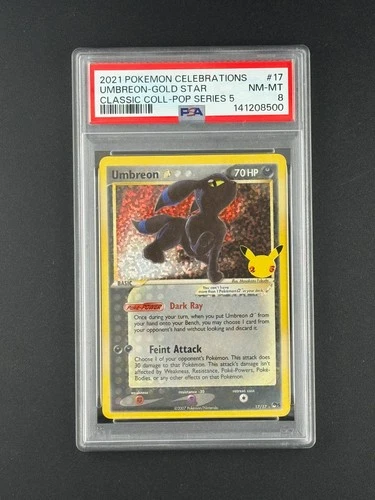 2021 POKEMON CELEBRATIONS #17
UMBREON-GOLD STAR NM-MT
CLASSIC COLL-POP SERIES 5 8
PSA 141208500
Umbreon 70 HP
BASIC
Dark Ray
Once during your turn, when you put Umbreon from
your hand onto your Bench, you may choose 1 card from
your opponent's hand without looking and discard it.
Feint Attack
Choose 1 of your opponent's Pokémon. This attack does
30 damage to that Pokémon. This attack's damage isn't
affected by Weakness, Resistance, Poké-Powers, Poké-
Bodies, or any other effects on that Pokémon.
©2007 Pokémon/Nintendo 17/17